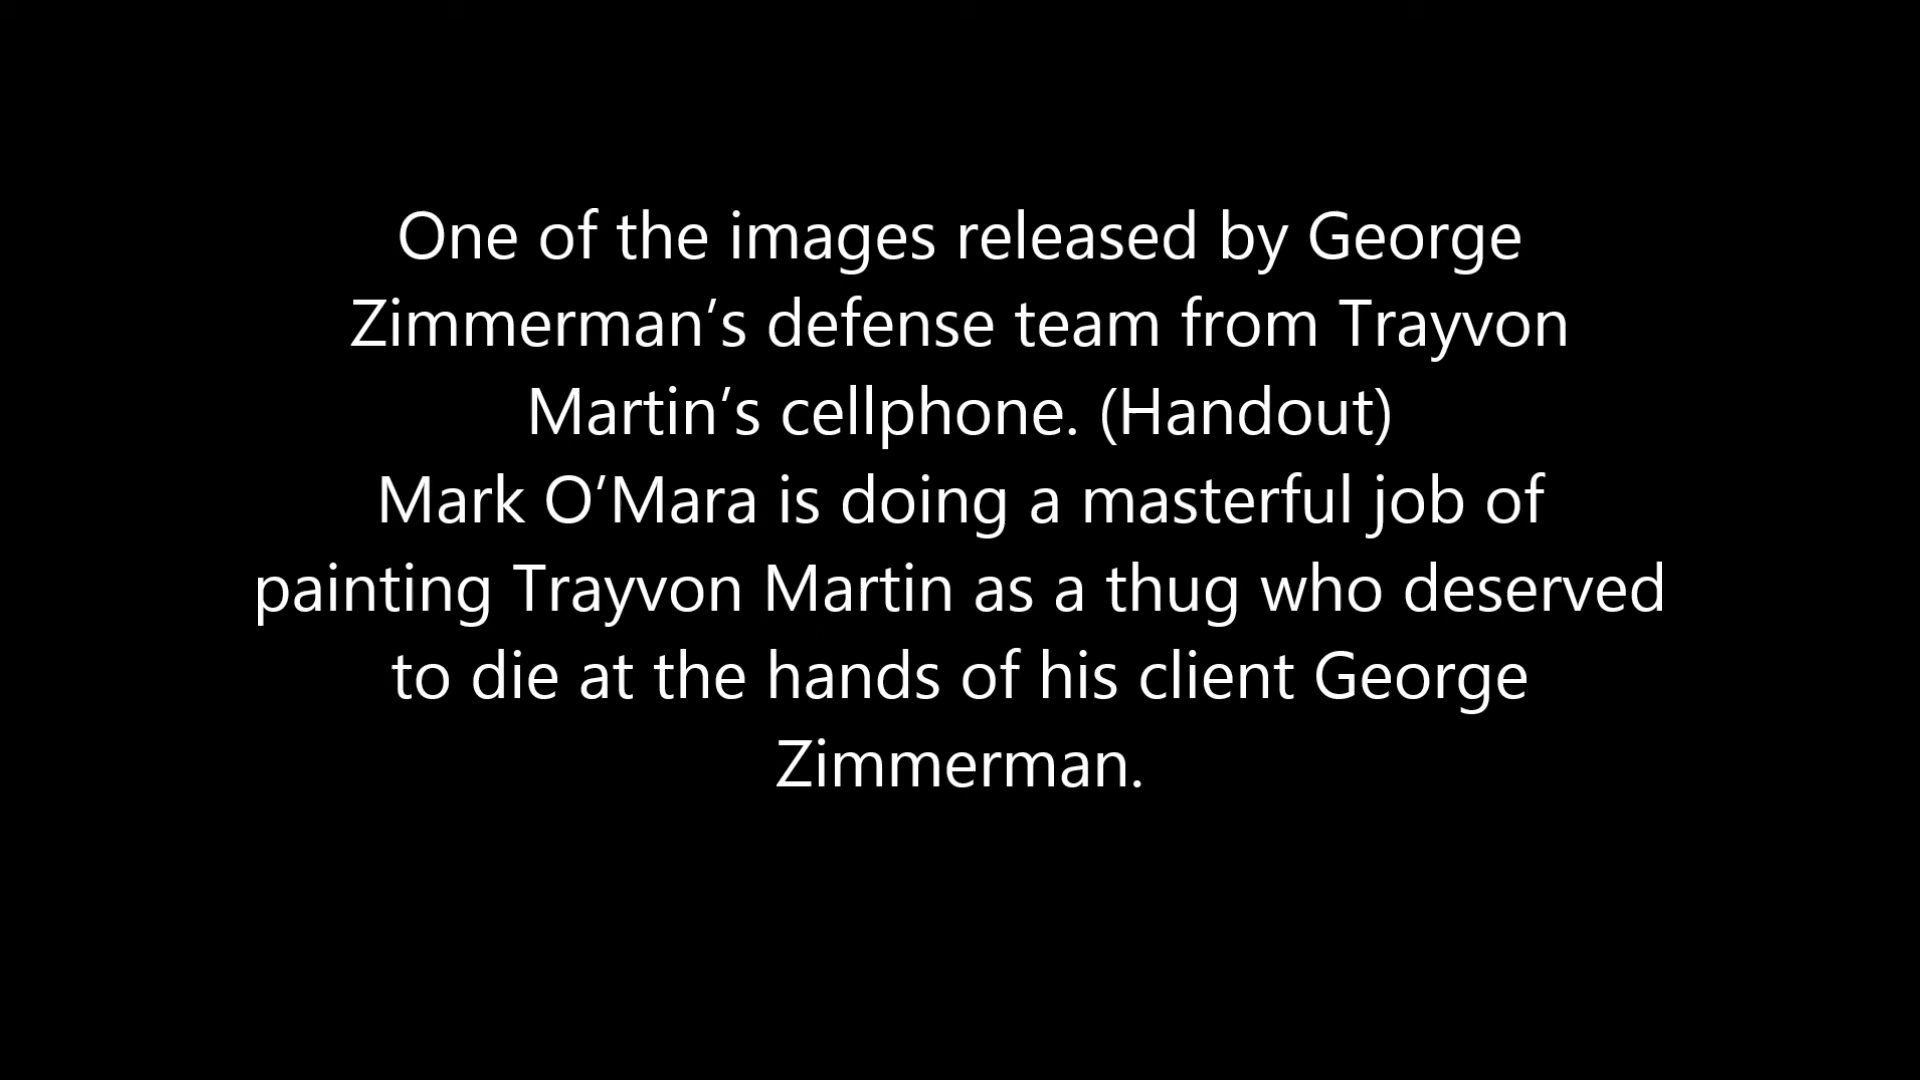 One of the images released by George
Zimmerman’s defense team from Trayvon
Martin’s cellphone. (Handout)
Mark O’Mara is doing a masterful job of
painting Trayvon Martin as a thug who deserved
to die at the hands of his client George
Zimmerman.